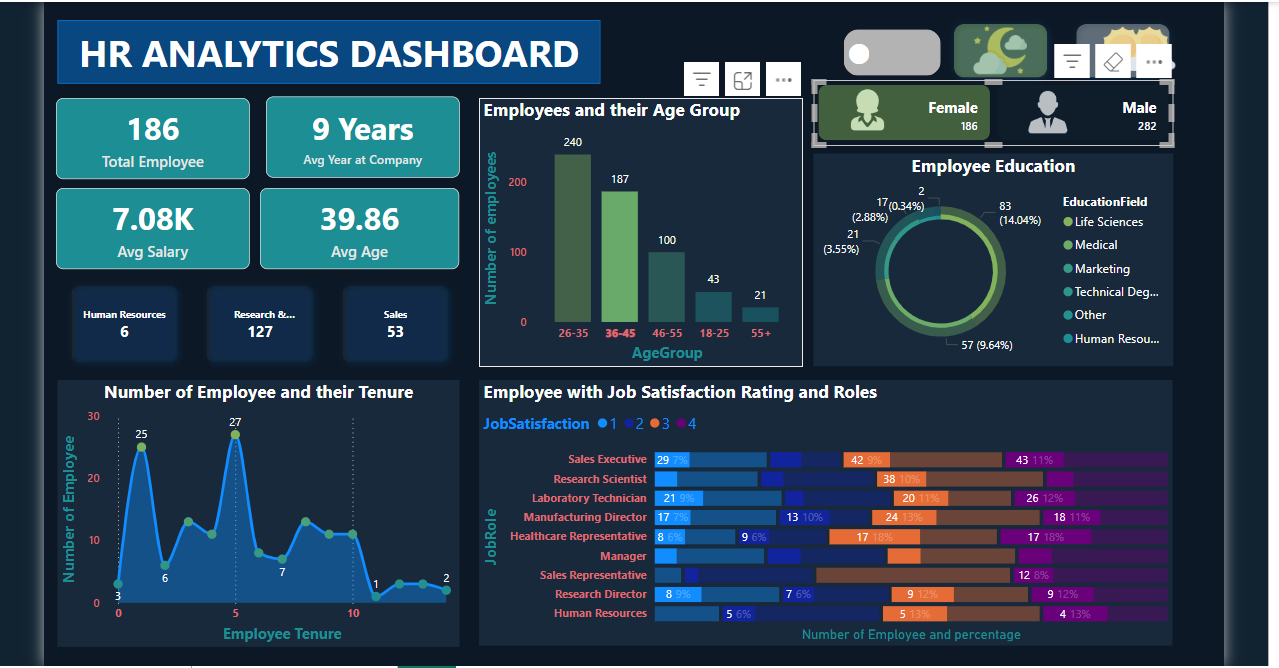 HR ANALYTICS DASHBOARD
186
Total Employee
9 Years
Avg Year at Company
7.08K
Avg Salary
39.86
Avg Age
Human Resources
6
Research &...
127
Sales
53
Employees and their Age Group
Number of employees
200
100
0
240
187
100
43
21
26-35
36-45
46-55
18-25
55+
AgeGroup
Female
186
Male
282
Employee Education
2
(0.34%)
17
(2.88%)
21
(3.55%)
83
(14.04%)
57 (9.64%)
EducationField
Life Sciences
Medical
Marketing
Technical Deg...
Other
Human Resou...
Number of Employee and their Tenure
Number of Employee
30
20
10
0
3
25
6
27
7
1
2
0
5
10
Employee Tenure
Employee with Job Satisfaction Rating and Roles
JobSatisfaction 1 2 3 4
JobRole
Sales Executive 29 7% 42 9% 43 11%
Research Scientist 38 10%
Laboratory Technician 21 9% 20 11% 26 12%
Manufacturing Director 17 7% 13 10% 24 13% 18 11%
Healthcare Representative 8 6% 9 6% 17 18% 17 18%
Manager
Sales Representative 12 8%
Research Director 8 9% 7 6% 9 12% 9 12%
Human Resources 5 6% 5 13% 4 13%
Number of Employee and percentage